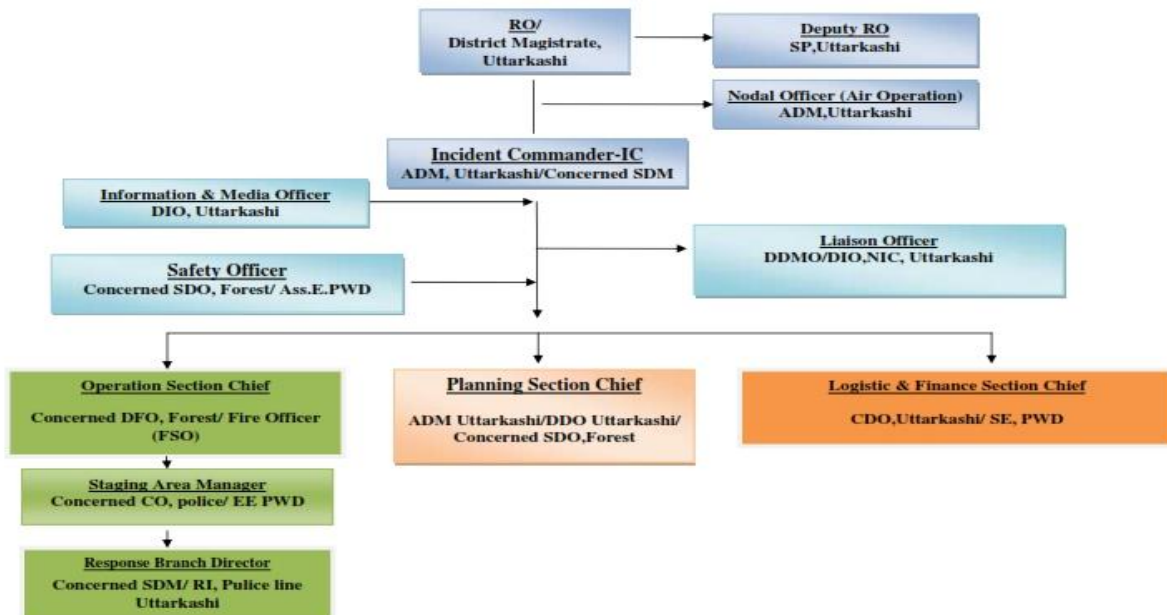 RO/
District Magistrate,
Uttarkashi
Deputy RO
SP,Uttarkashi
Nodal Officer (Air Operation)
ADM,Uttarkashi
Incident Commander-IC
ADM, Uttarkashi/Concerned SDM
Information & Media Officer
DIO, Uttarkashi
Liaison Officer
DDMO/DIO,NIC, Uttarkashi
Safety Officer
Concerned SDO, Forest/ Ass.E.PWD
Operation Section Chief
Concerned DFO, Forest/ Fire Officer
(FSO)
Planning Section Chief
ADM Uttarkashi/DDO Uttarkashi/
Concerned SDO,Forest
Logistic & Finance Section Chief
CDO,Uttarkashi/ SE, PWD
Staging Area Manager
Concerned CO, police/ EE PWD
Response Branch Director
Concerned SDM/ RI, Pulice line
Uttarkashi